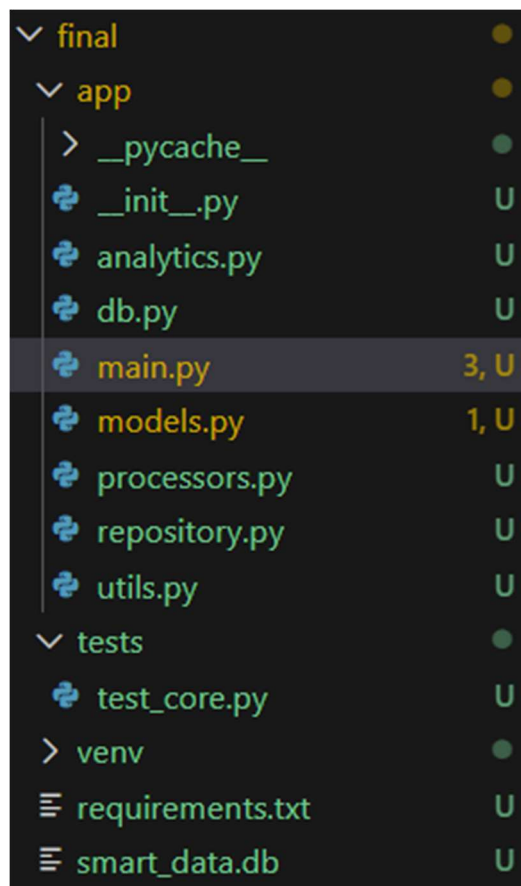 final
app
__pycache__
__init__.py U
analytics.py U
db.py U
main.py 3, U
models.py 1, U
processors.py U
repository.py U
utils.py U
tests
test_core.py U
venv
requirements.txt U
smart_data.db U